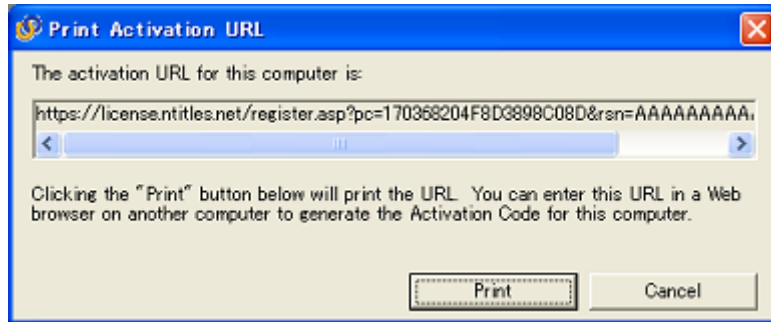 Print Activation URL
The activation URL for this computer is:
https://license.ntitles.net/register.asp?pc=170368204F8D3898C08D&rsn=AAAAAAAAA
Clicking the "Print" button below will print the URL. You can enter this URL in a Web
browser on another computer to generate the Activation Code for this computer.
Print
Cancel